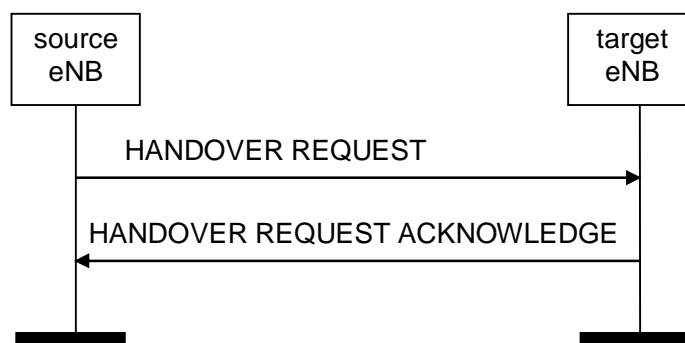 source
eNB
target
eNB
HANDOVER REQUEST
HANDOVER REQUEST ACKNOWLEDGE